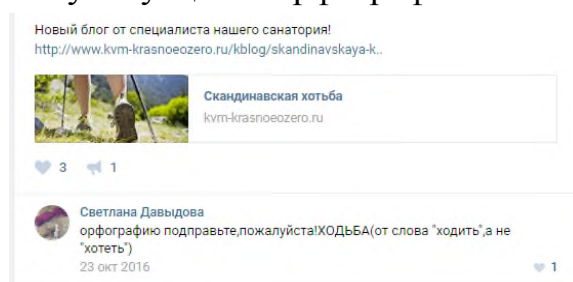 Новый блог от специалиста нашего санатория!
http://www.kvm-krasnoeozero.ru/kblog/skandinavskaya-k..
Скандинавская хотьба
kvm-krasnoeozero.ru
3 1
Светлана Давыдова
орфографию подправьте,пожалуйста!ХОДЬБА(от слова "ходить",а не
"хотеть")
23 окт 2016
1